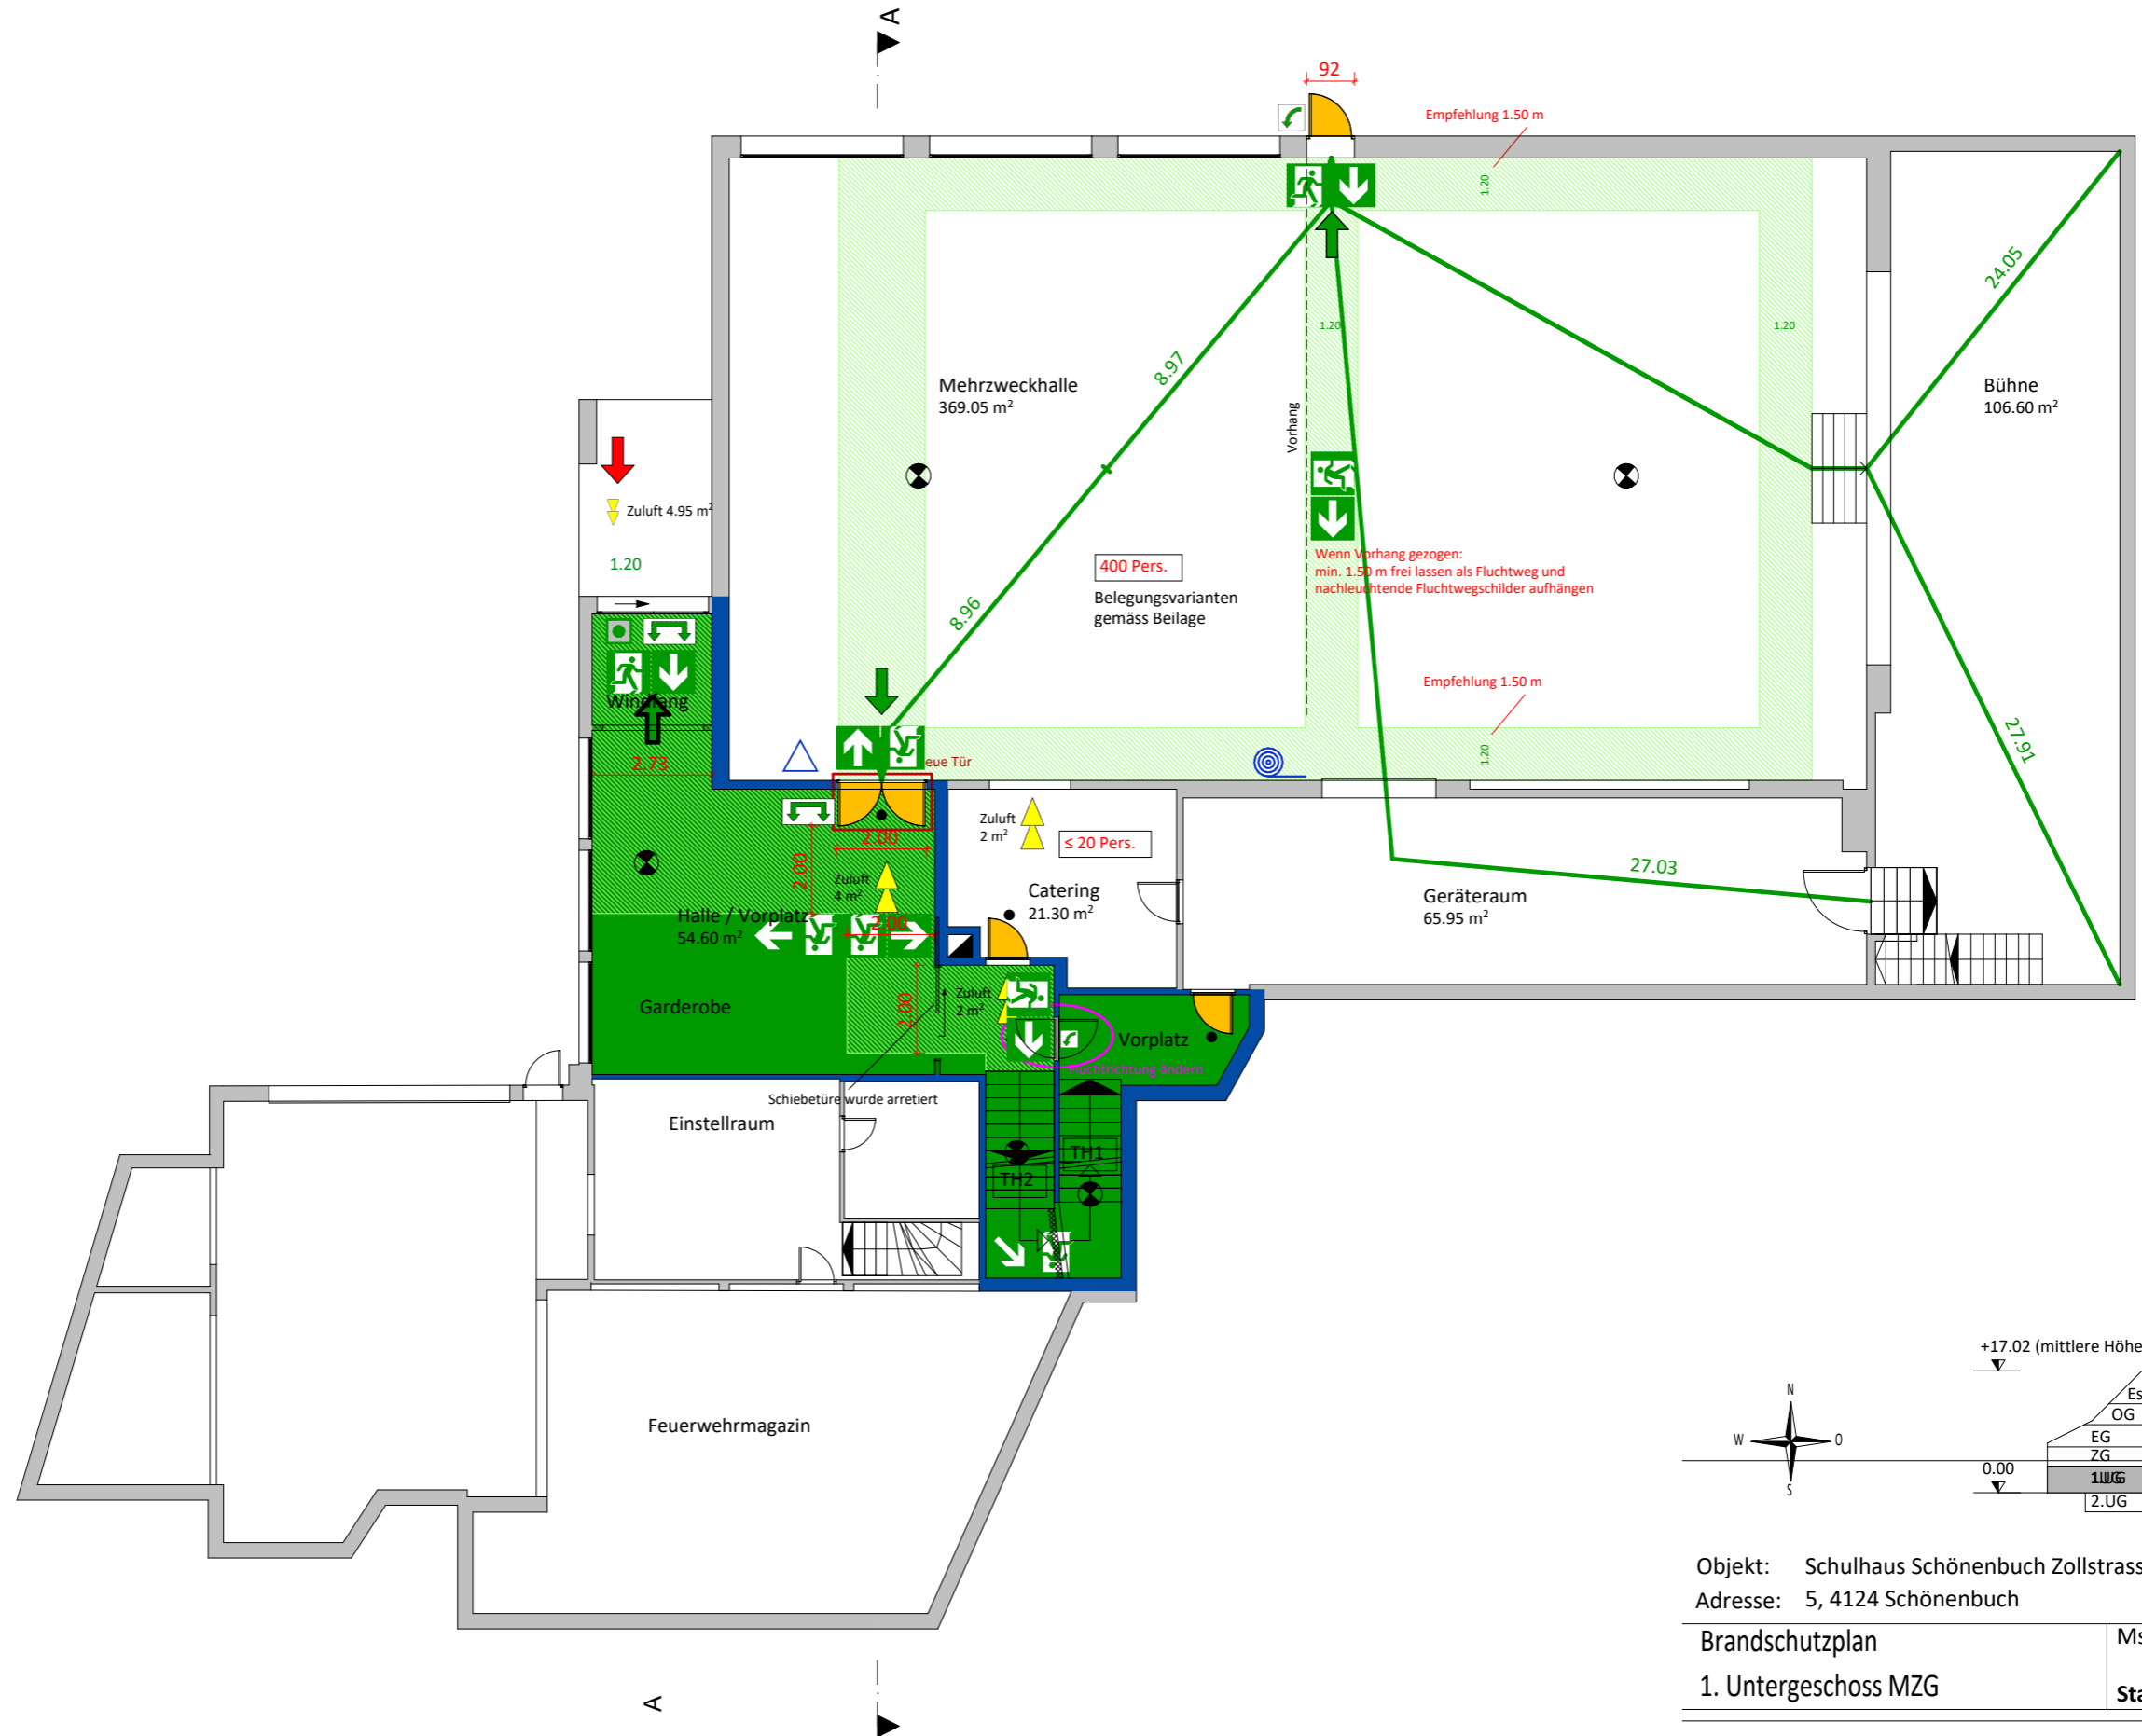 A
92
Empfehlung 1.50 m
1.20
24.05
1.20
1.20
8.97
Mehrzweckhalle
369.05 m²
Bühne
106.60 m²
Vorhang
Zuluft 4.95 m²
1.20
400 Pers.
Belegungsvarianten
gemäss Beilage
Wenn Vorhang gezogen:
min. 1.50 m frei lassen als Fluchtweg und
nachleuchtende Fluchtwegschilder aufhängen
8.96
Empfehlung 1.50 m
Windfang
27.91
1.20
2.73
eue Tür
Zuluft
2 m²
≤ 20 Pers.
2.00
2.00
Zuluft
4 m²
27.03
Catering
21.30 m²
Geräteraum
65.95 m²
Halle / Vorplatz
54.60 m²
2.00
Garderobe
Zuluft
2 m²
2.00
Vorplatz
Fluchtrichtung ändern
Schiebetüre wurde arretiert
Einstellraum
TH1
TH2
Feuerwehrmagazin
+17.02 (mittlere Höhe
N
W
O
S
Es
OG
EG
ZG
0.00
1.UG
2.UG
Objekt: Schulhaus Schönenbuch Zollstrass
Adresse: 5, 4124 Schönenbuch
Brandschutzplan
Ms
1. Untergeschoss MZG
Sta
A